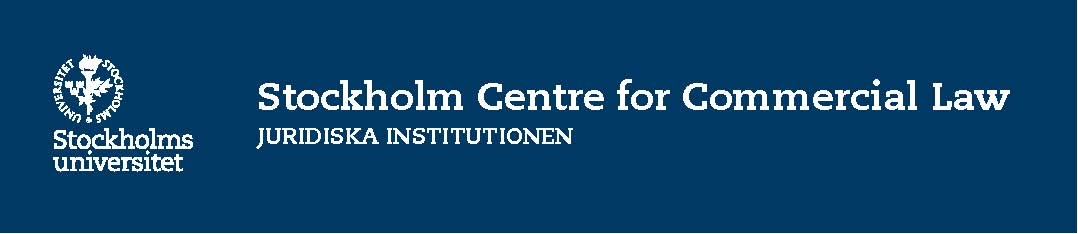 STOCKHOLMS UNIVERSITET
Stockholms
universitet
Stockholm Centre for Commercial Law
JURIDISKA INSTITUTIONEN